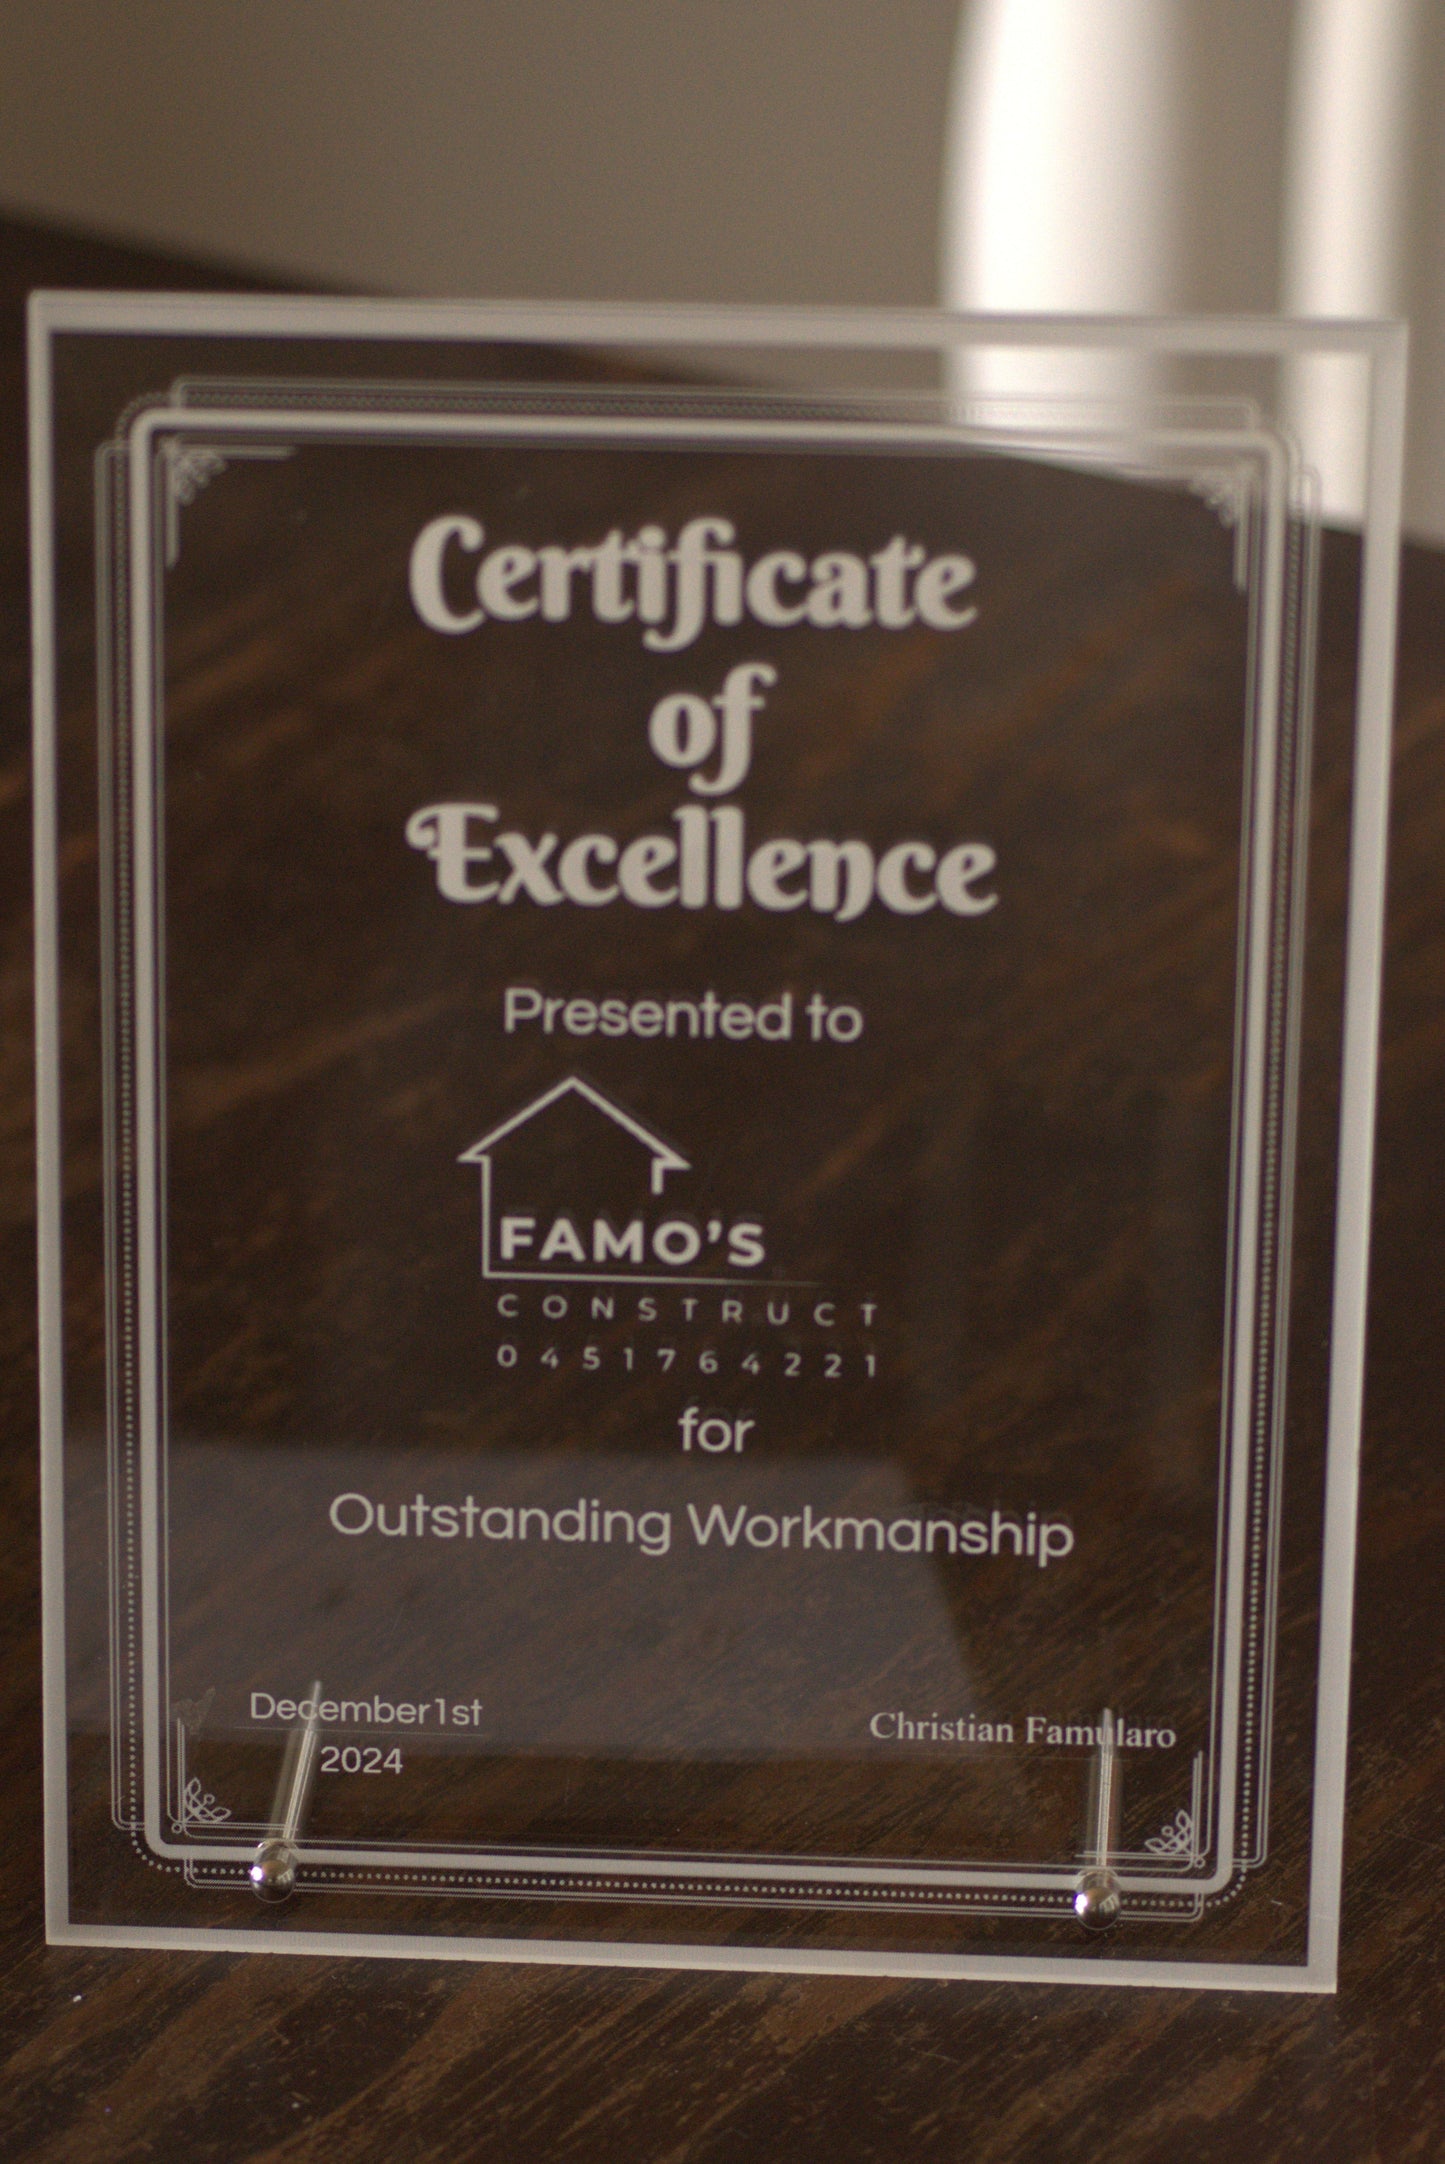 Certificate
of
Excellence
Presented to
FAMO'S
CONSTRUCT
0451764221
for
Outstanding Workmanship
December1st
2024
Christian Famularo